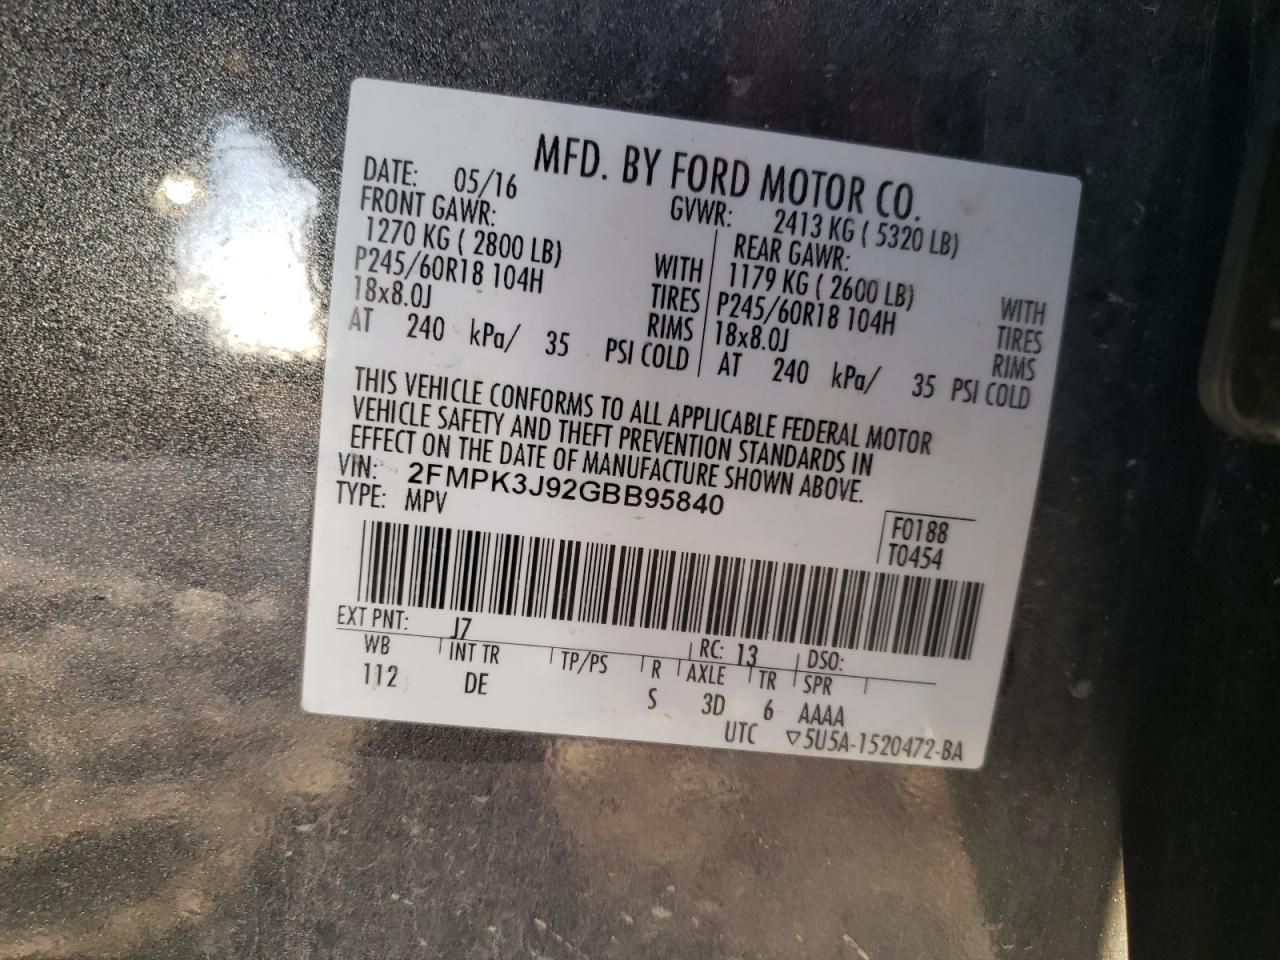 MFD. BY FORD MOTOR CO.
DATE: 05/16 GVWR: 2413 KG ( 5320 LB)
FRONT GAWR: REAR GAWR:
1270 KG ( 2800 LB) WITH 1179 KG ( 2600 LB) WITH
P245/60R18 104H TIRES P245/60R18 104H TIRES
18x8.0J RIMS 18x8.0J RIMS
AT 240 kPa/ 35 PSI COLD AT 240 kPa/ 35 PSI COLD
THIS VEHICLE CONFORMS TO ALL APPLICABLE FEDERAL MOTOR
VEHICLE SAFETY AND THEFT PREVENTION STANDARDS IN
EFFECT ON THE DATE OF MANUFACTURE SHOWN ABOVE.
VIN: 2FMPK3J92GBB95840
TYPE: MPV
F0188
T0454
EXT PNT: J7 RC: 13 DSO:
WB INT TR TP/PS R AXLE TR SPR
112 DE S 3D 6 AAAA
UTC ▽5U5A-1520472-BA